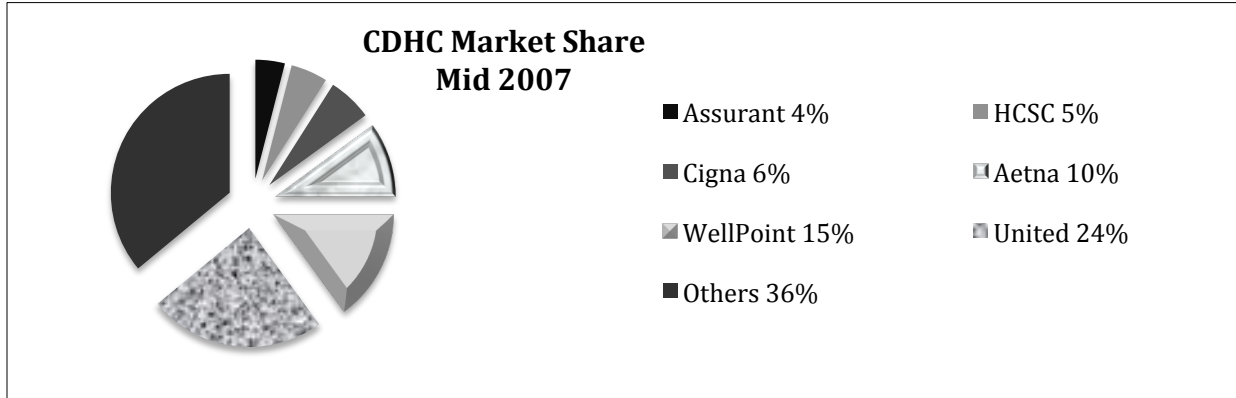 CDHC Market Share
Mid 2007
Assurant 4% HCSC 5%
Cigna 6% Aetna 10%
WellPoint 15% United 24%
Others 36%